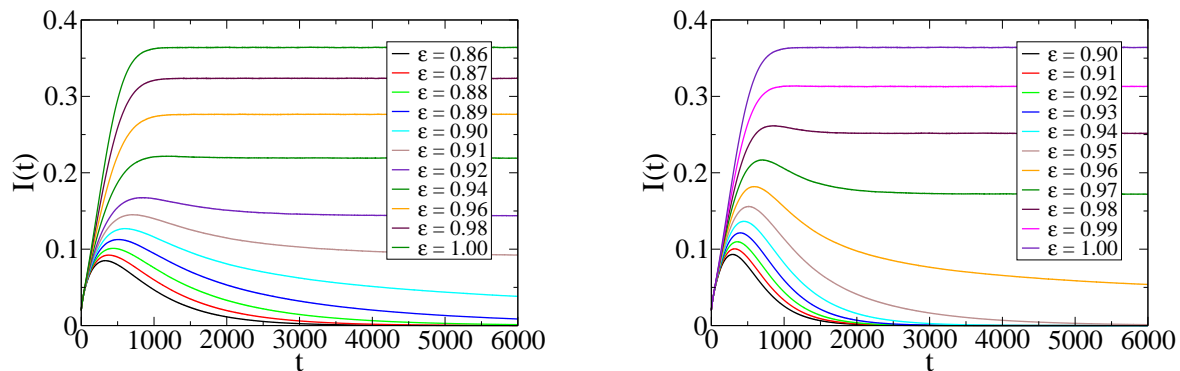 0.4
0.3
0.2
0.1
0
I(t)
0 1000 2000 3000 4000 5000 6000
t
ε = 0.86
ε = 0.87
ε = 0.88
ε = 0.89
ε = 0.90
ε = 0.91
ε = 0.92
ε = 0.94
ε = 0.96
ε = 0.98
ε = 1.00
0.4
0.3
0.2
0.1
0
I(t)
0 1000 2000 3000 4000 5000 6000
t
ε = 0.90
ε = 0.91
ε = 0.92
ε = 0.93
ε = 0.94
ε = 0.95
ε = 0.96
ε = 0.97
ε = 0.98
ε = 0.99
ε = 1.00